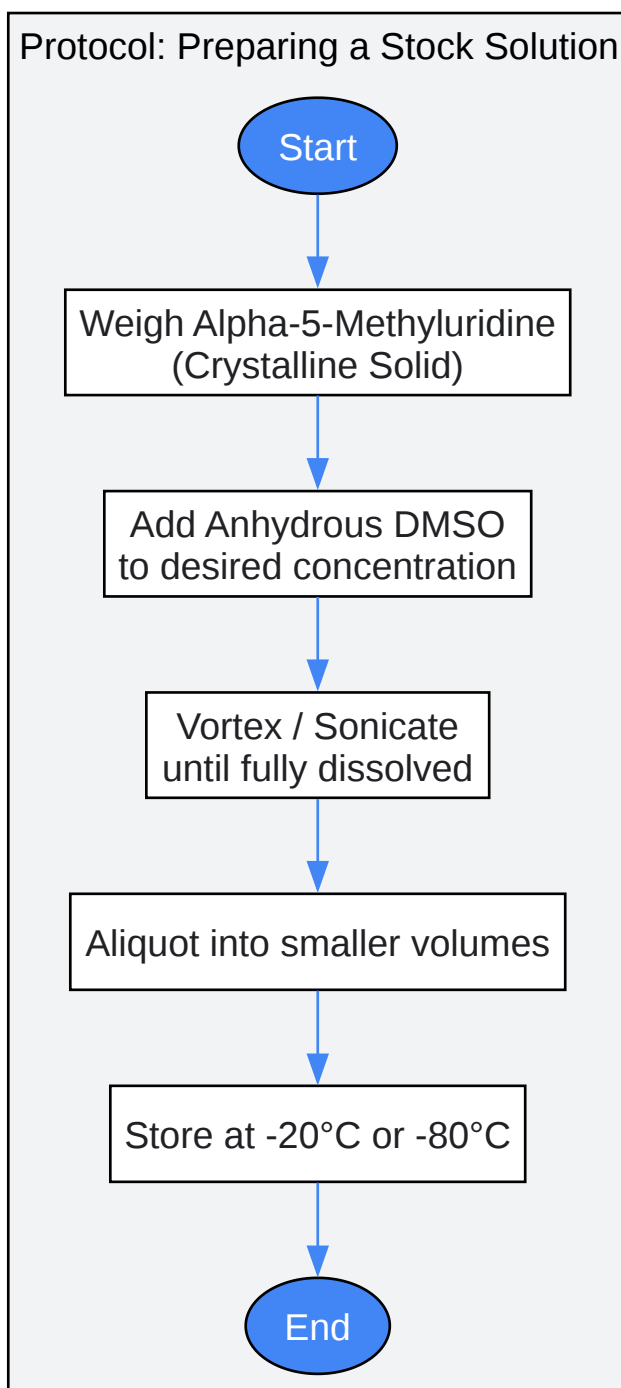 Protocol: Preparing a Stock Solution
Start
Weigh Alpha-5-Methyluridine
(Crystalline Solid)
Add Anhydrous DMSO
to desired concentration
Vortex / Sonicate
until fully dissolved
Aliquot into smaller volumes
Store at -20°C or -80°C
End